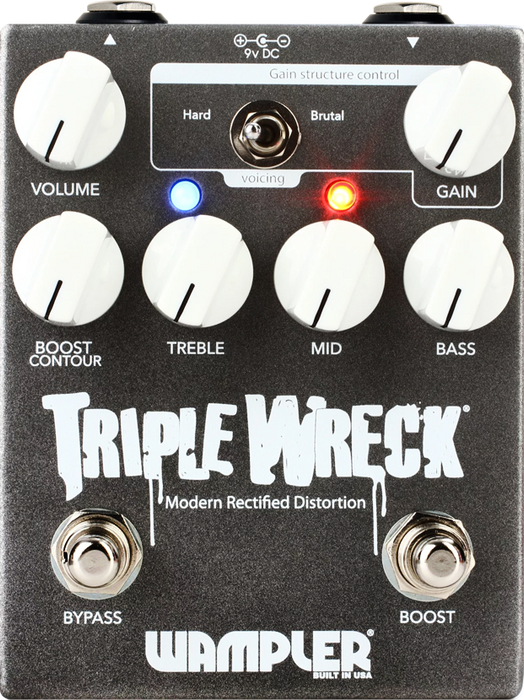 9v DC
Gain structure control
Hard
Brutal
voicing
VOLUME
GAIN
BOOST
CONTOUR
TREBLE
MID
BASS
TRIPLE WRECK®
Modern Rectified Distortion
BYPASS
BOOST
WAMPLER®
BUILT IN USA